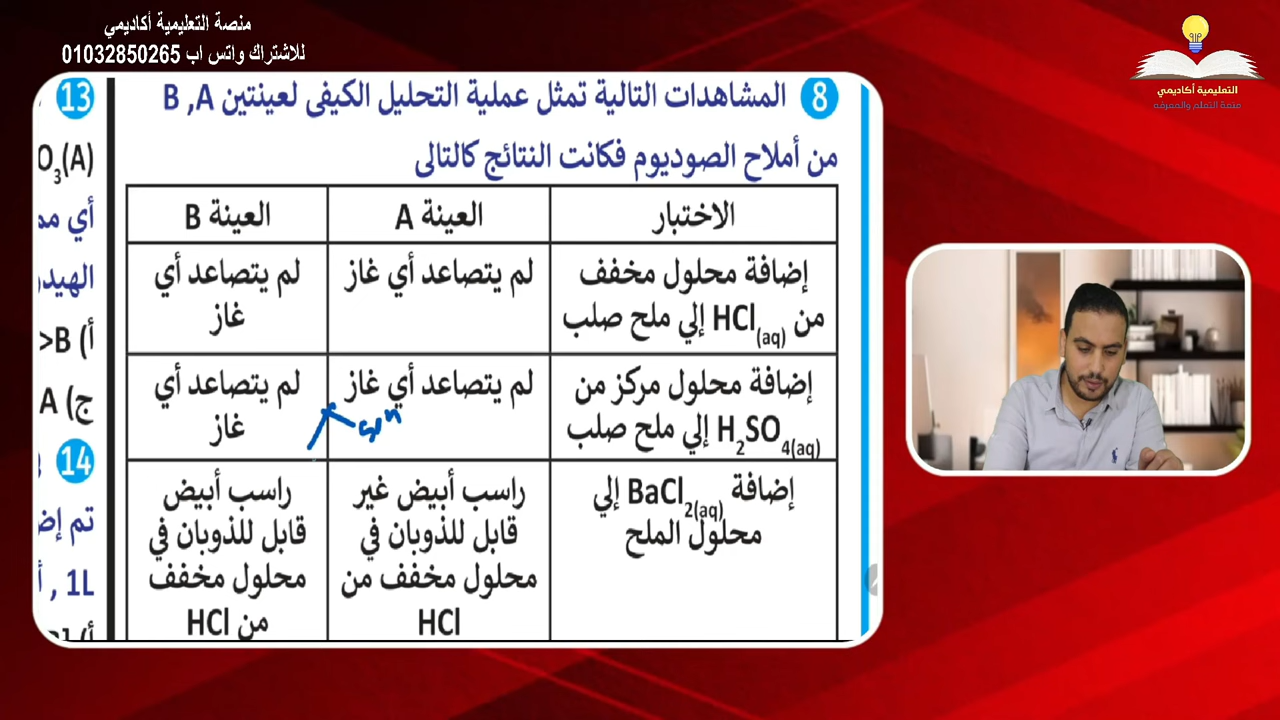 منصة التعليمية أكاديمي
للاشتراك واتس اب 01032850265
التعليمية أكاديمي
منصة التعلم والمعرفه
8 المشاهدات التالية تمثل عملية التحليل الكيفى لعينتين B ,A
من أملاح الصوديوم فكانت النتائج كالتالى
الاختبار
العينة A
العينة B
إضافة محلول مخفف
من HCl(aq) إلي ملح صلب
لم يتصاعد أي غاز
لم يتصاعد أي
غاز
إضافة محلول مركز من
H2SO4(aq) إلي ملح صلب
لم يتصاعد أي غاز
لم يتصاعد أي
غاز
إضافة BaCl2(aq) إلي
محلول الملح
راسب أبيض غير
قابل للذوبان في
محلول مخفف من
HCl
راسب أبيض
قابل للذوبان في
محلول مخفف
من HCl
13
O3(A)
أي
أ) B>
ج) A
14
1L ,